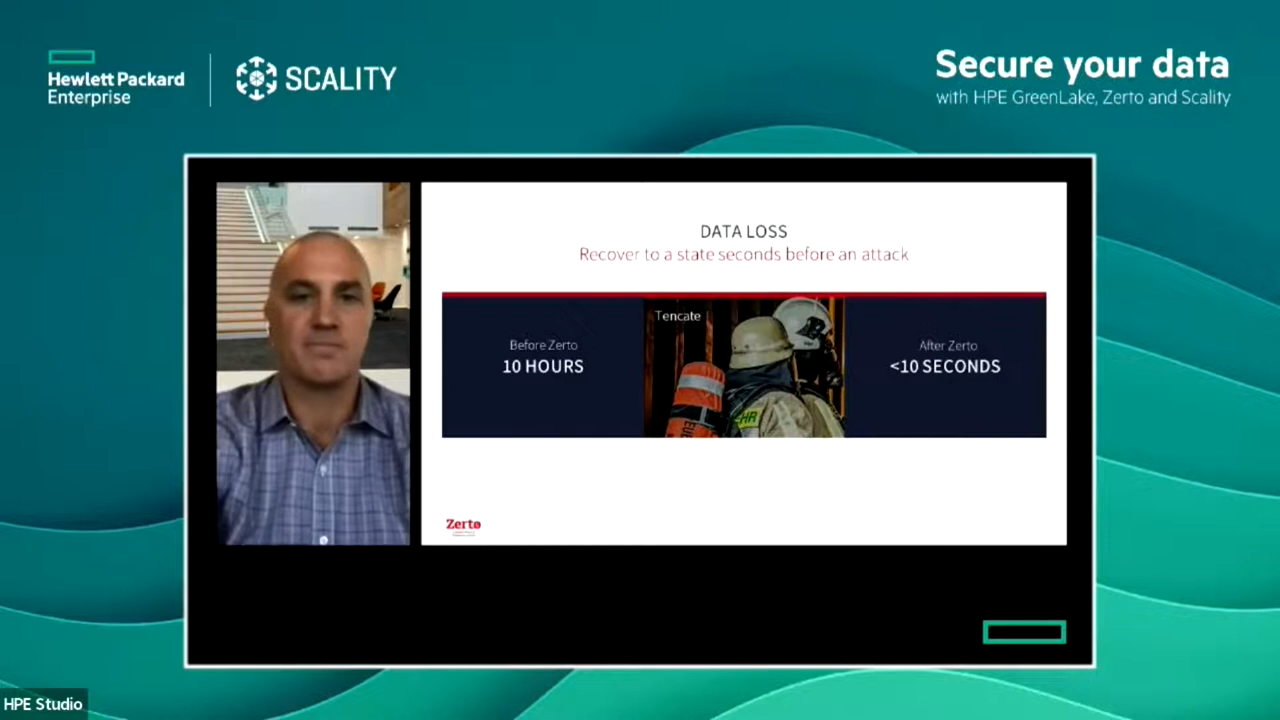 Hewlett Packard
Enterprise
SCALITY
Secure your data
with HPE GreenLake, Zerto and Scality
DATA LOSS
Recover to a state seconds before an attack
Before Zerto
10 HOURS
Tencate
After Zerto
<10 SECONDS
Zerto
HPE Studio